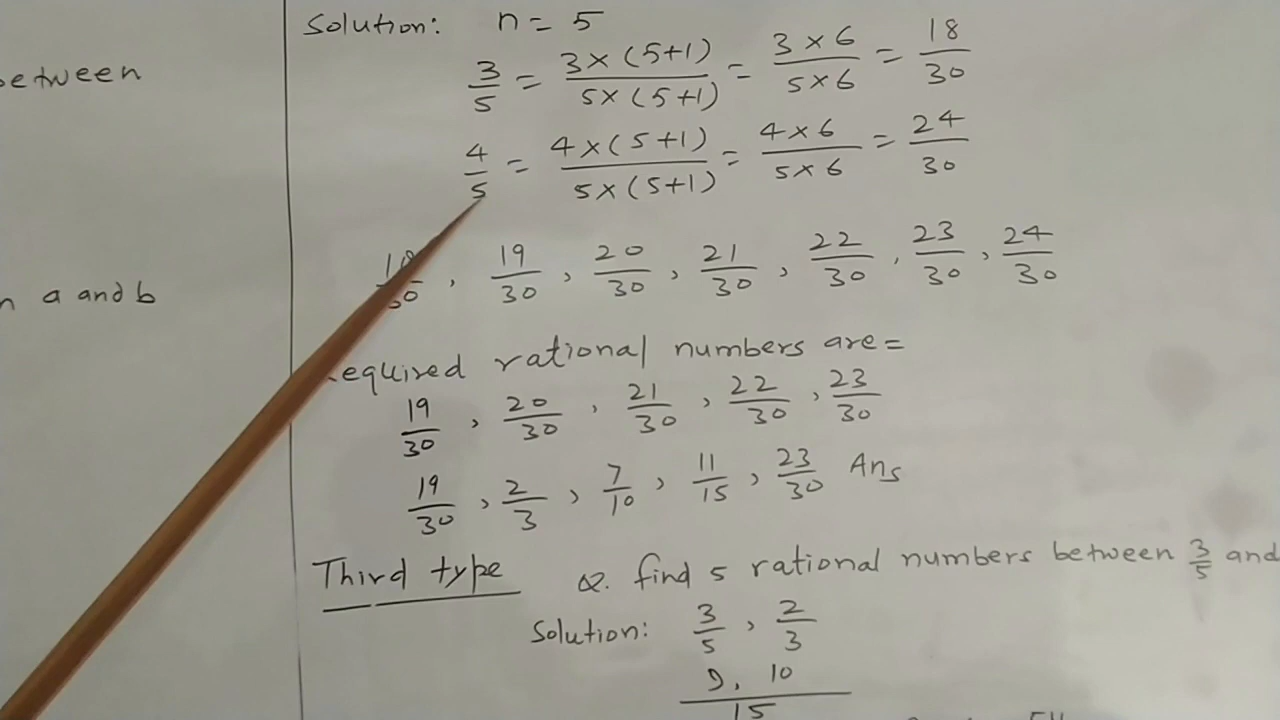 between
n a and b
Solution: n = 5
3/5 = 3×(5+1)/5×(5+1) = 3×6/5×6 = 18/30
4/5 = 4×(5+1)/5×(5+1) = 4×6/5×6 = 24/30
18/30, 19/30, 20/30, 21/30, 22/30, 23/30, 24/30
equired rational numbers are=
19/30, 20/30, 21/30, 22/30, 23/30
19/30, 2/3, 7/10, 11/15, 23/30 Ans
Third type Q. find 5 rational numbers between 3/5 and
Solution: 3/5, 2/3
9, 10/15